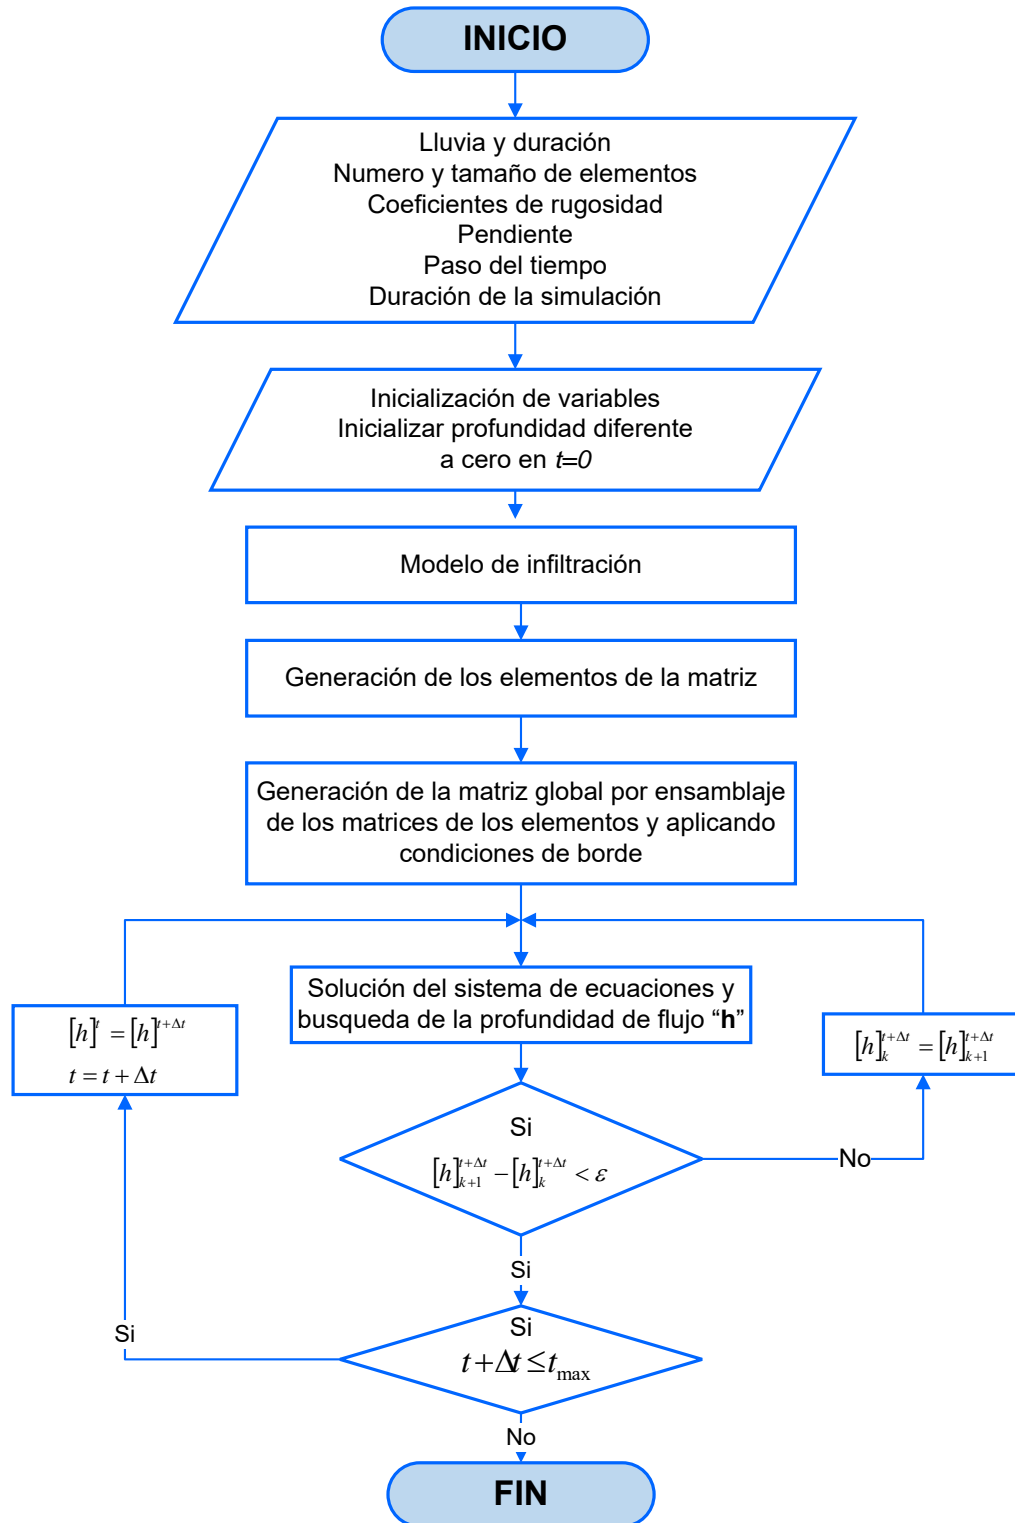 INICIO
Lluvia y duración
Numero y tamaño de elementos
Coeficientes de rugosidad
Pendiente
Paso del tiempo
Duración de la simulación
Inicialización de variables
Inicializar profundidad diferente
a cero en t=0
Modelo de infiltración
Generación de los elementos de la matriz
Generación de la matriz global por ensamblaje
de los matrices de los elementos y aplicando
condiciones de borde
Solución del sistema de ecuaciones y
busqueda de la profundidad de flujo “h”
[h]^t = [h]^{t+Δt}
t = t + Δt
[h]_k^{t+Δt} = [h]_{k+1}^{t+Δt}
Si
[h]_{k+1}^{t+Δt} − [h]_k^{t+Δt} < ε
No
Si
Si
t + Δt ≤ t_max
Si
No
FIN